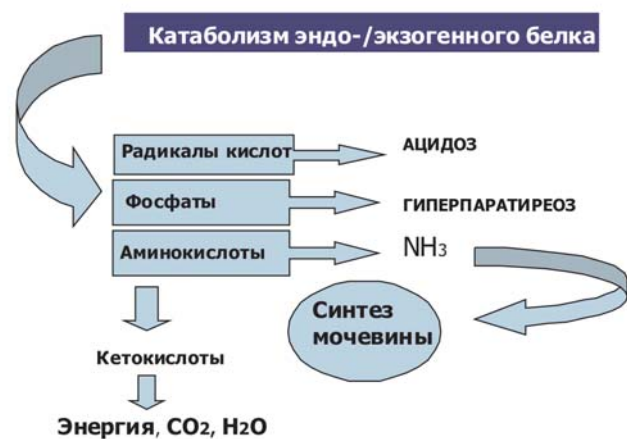 Катаболизм эндо-/экзогенного белка
Радикалы кислот
АЦИДОЗ
Фосфаты
ГИПЕРПАРАТИРЕОЗ
Аминокислоты
NH3
Синтез
мочевины
Кетокислоты
Энергия, CO2, H2O